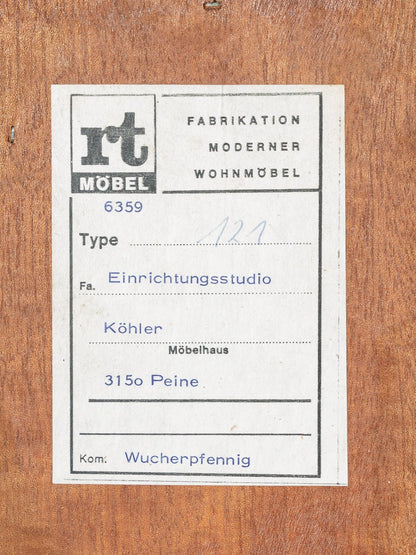 rt
MÖBEL
FABRIKATION
MODERNER
WOHNMÖBEL
6359
Type 121
Fa. Einrichtungsstudio
Köhler
Möbelhaus
315o Peine
Kom. Wucherpfennig